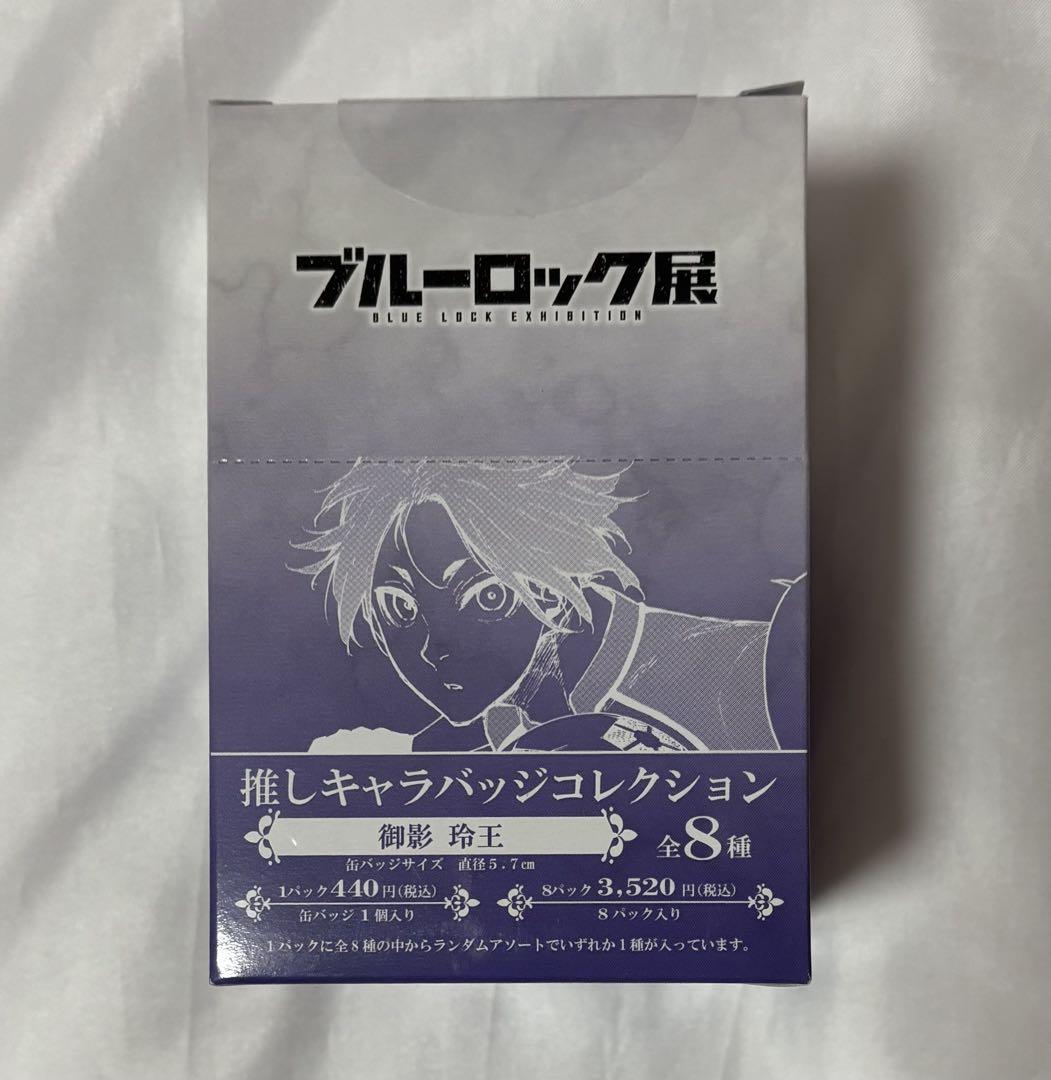 ブルーロック展
BLUE LOCK EXHIBITION
推しキャラバッジコレクション
御影 玲王
全8種
缶バッジサイズ 直径5.7cm
1パック440円(税込)
缶バッジ1個入り
8パック3,520円(税込)
8パック入り
1パックに全8種の中からランダムアソートでいずれか1種が入っています。